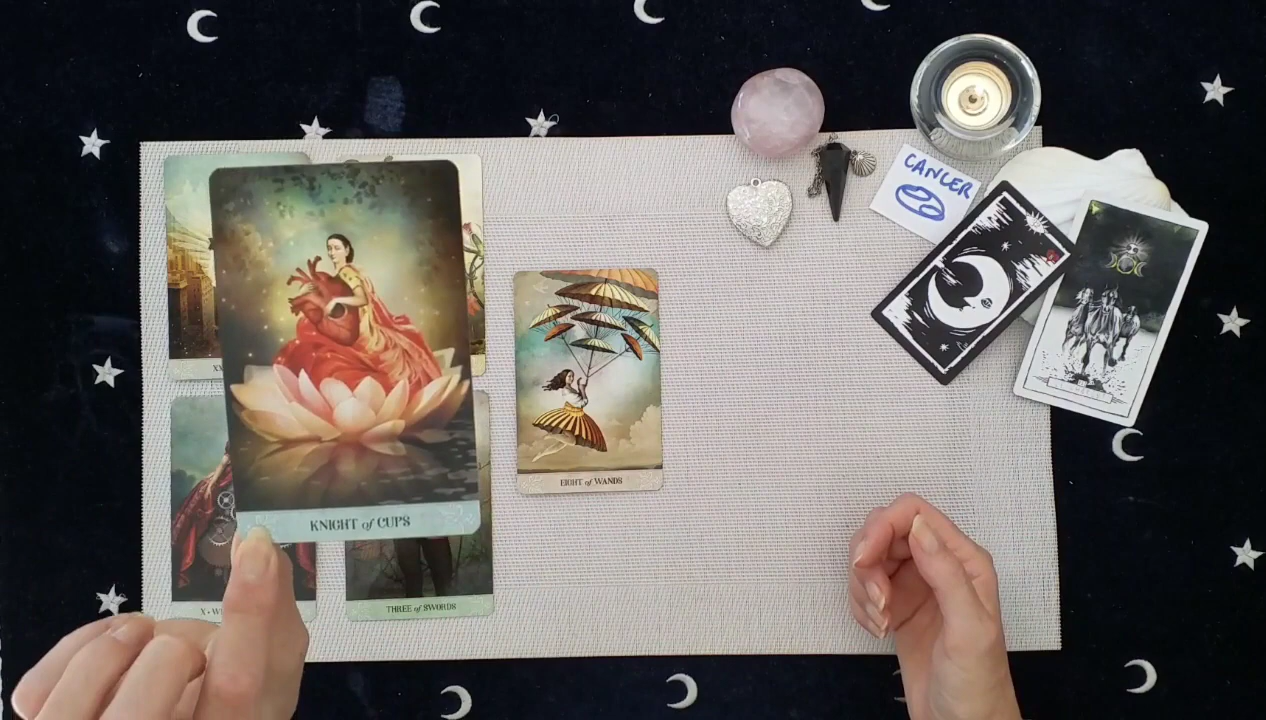 CANCER
KNIGHT of CUPS
EIGHT of WANDS
THREE of SWORDS